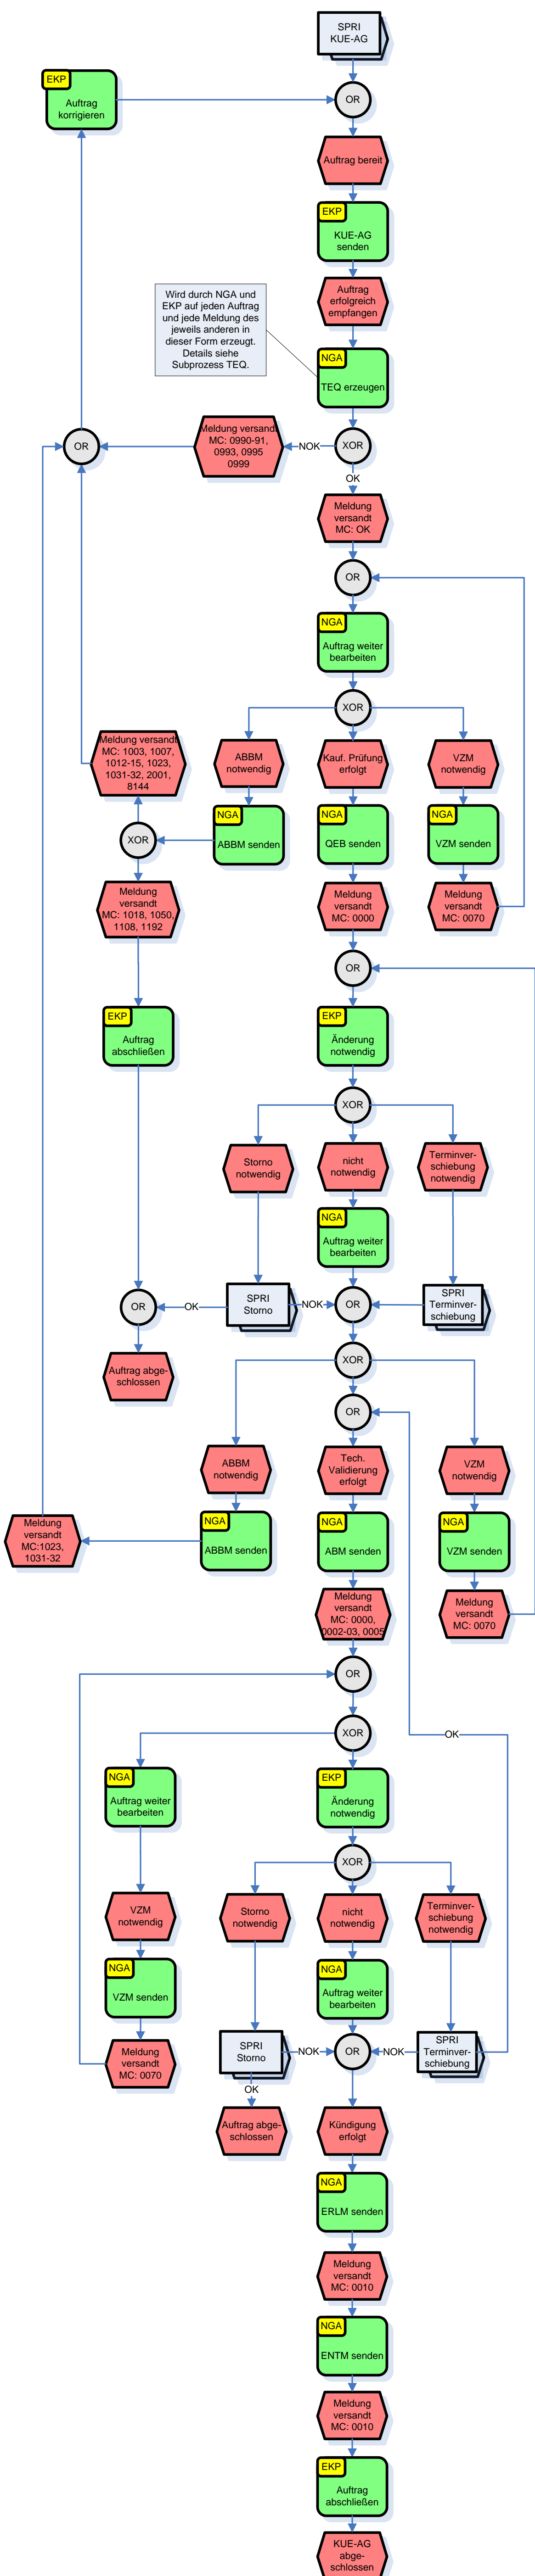 SPRI
KUE-AG
EKP
Auftrag
korrigieren
OR
Auftrag bereit
EKP
KUE-AG
senden
Auftrag
erfolgreich
empfangen
Wird durch NGA und
EKP auf jeden Auftrag
und jede Meldung des
jeweils anderen in
dieser Form erzeugt.
Details siehe
Subprozess TEQ.
NGA
TEQ erzeugen
OR
Meldung versandt
MC: 0990-91,
0993, 0995
0999
NOK
XOR
OK
Meldung
versandt
MC: OK
OR
NGA
Auftrag weiter
bearbeiten
XOR
Meldung versandt
MC: 1003, 1007,
1012-15, 1023,
1031-32, 2001,
8144
ABBM
notwendig
Kauf. Prüfung
erfolgt
VZM
notwendig
XOR
NGA
ABBM senden
NGA
QEB senden
NGA
VZM senden
Meldung
versandt
MC: 1018, 1050,
1108, 1192
Meldung
versandt
MC: 0000
Meldung
versandt
MC: 0070
OR
EKP
Auftrag
abschließen
EKP
Änderung
notwendig
XOR
Storno
notwendig
nicht
notwendig
Terminver-
schiebung
notwendig
NGA
Auftrag weiter
bearbeiten
OR
OK
SPRI
Storno
NOK
OR
SPRI
Terminver-
schiebung
Auftrag abge-
schlossen
XOR
OR
ABBM
notwendig
Tech.
Validierung
erfolgt
VZM
notwendig
Meldung
versandt
MC:1023,
1031-32
NGA
ABBM senden
NGA
ABM senden
NGA
VZM senden
Meldung
versandt
MC: 0000,
0002-03, 0005
Meldung
versandt
MC: 0070
OR
XOR
OK
NGA
Auftrag weiter
bearbeiten
EKP
Änderung
notwendig
XOR
VZM
notwendig
Storno
notwendig
nicht
notwendig
Terminver-
schiebung
notwendig
NGA
VZM senden
NGA
Auftrag weiter
bearbeiten
Meldung
versandt
MC: 0070
SPRI
Storno
NOK
OR
NOK
SPRI
Terminver-
schiebung
OK
Auftrag abge-
schlossen
Kündigung
erfolgt
NGA
ERLM senden
Meldung
versandt
MC: 0010
NGA
ENTM senden
Meldung
versandt
MC: 0010
EKP
Auftrag
abschließen
KUE-AG
abge-
schlossen